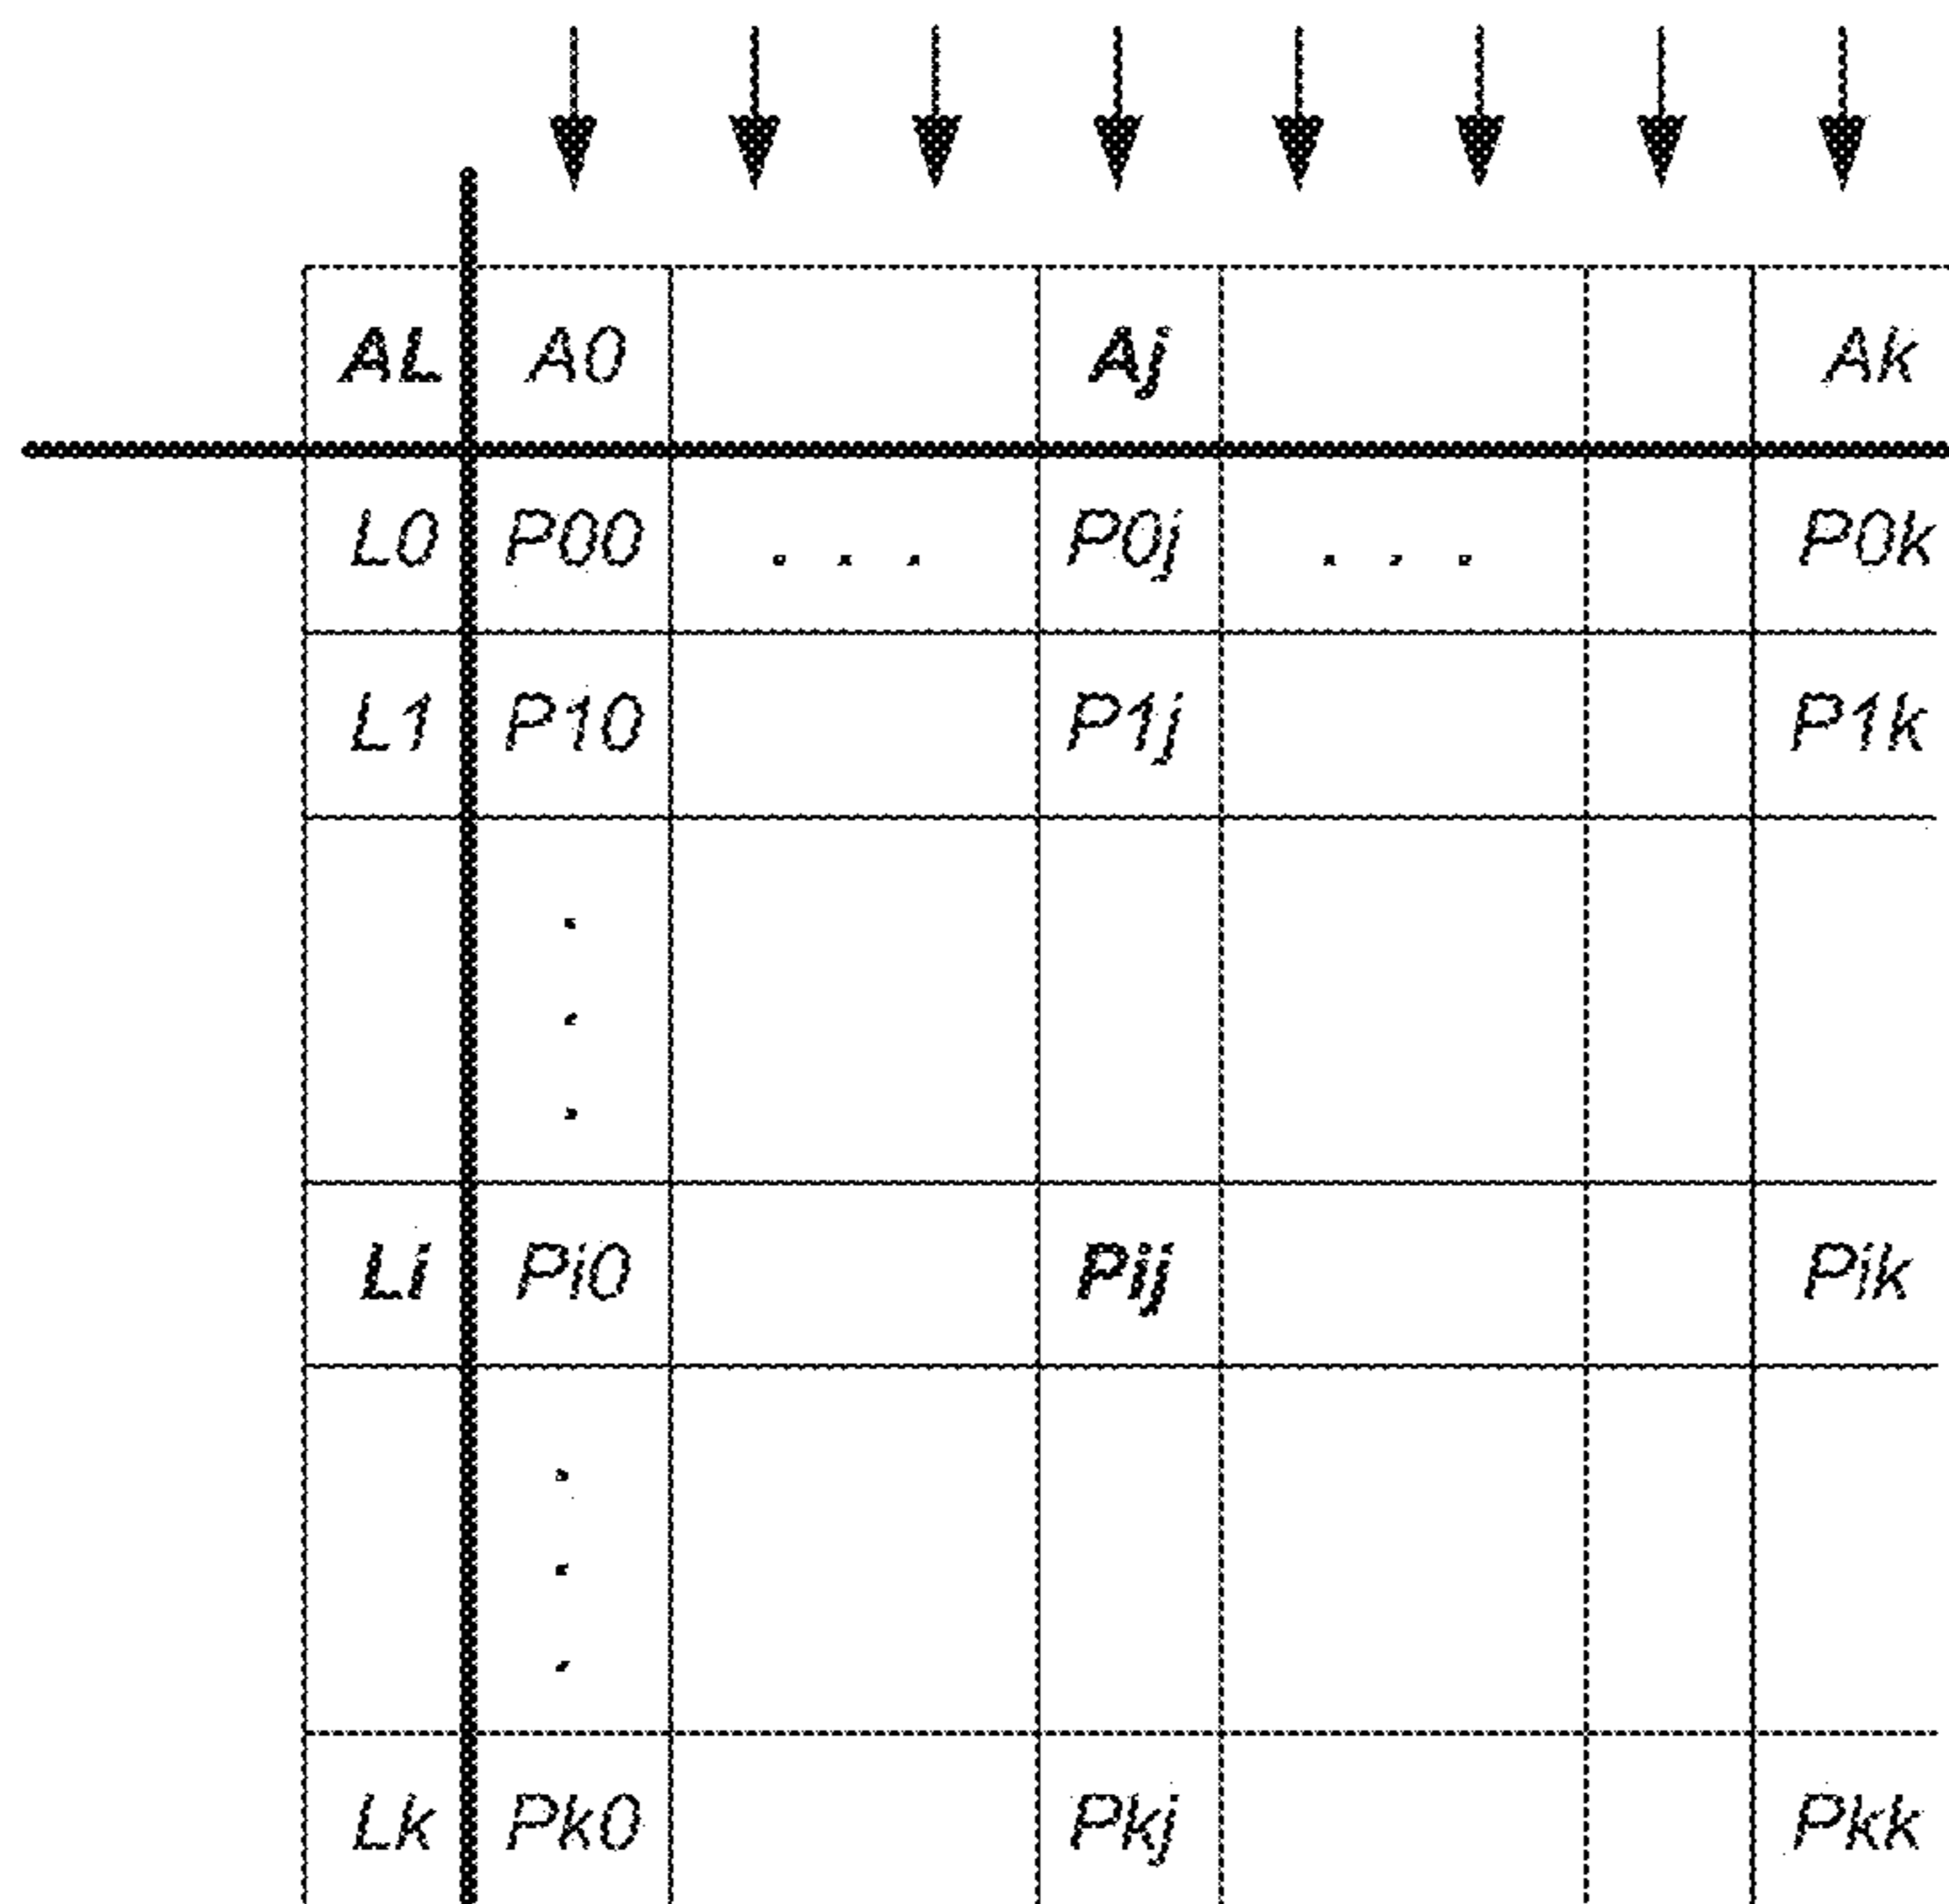 AL A0 Aj Ak
L0 P00 ... P0j ... P0k
L1 P10 P1j P1k
.
.
.
Li Pi0 Pij Pik
.
.
.
Lk Pk0 Pkj Pkk